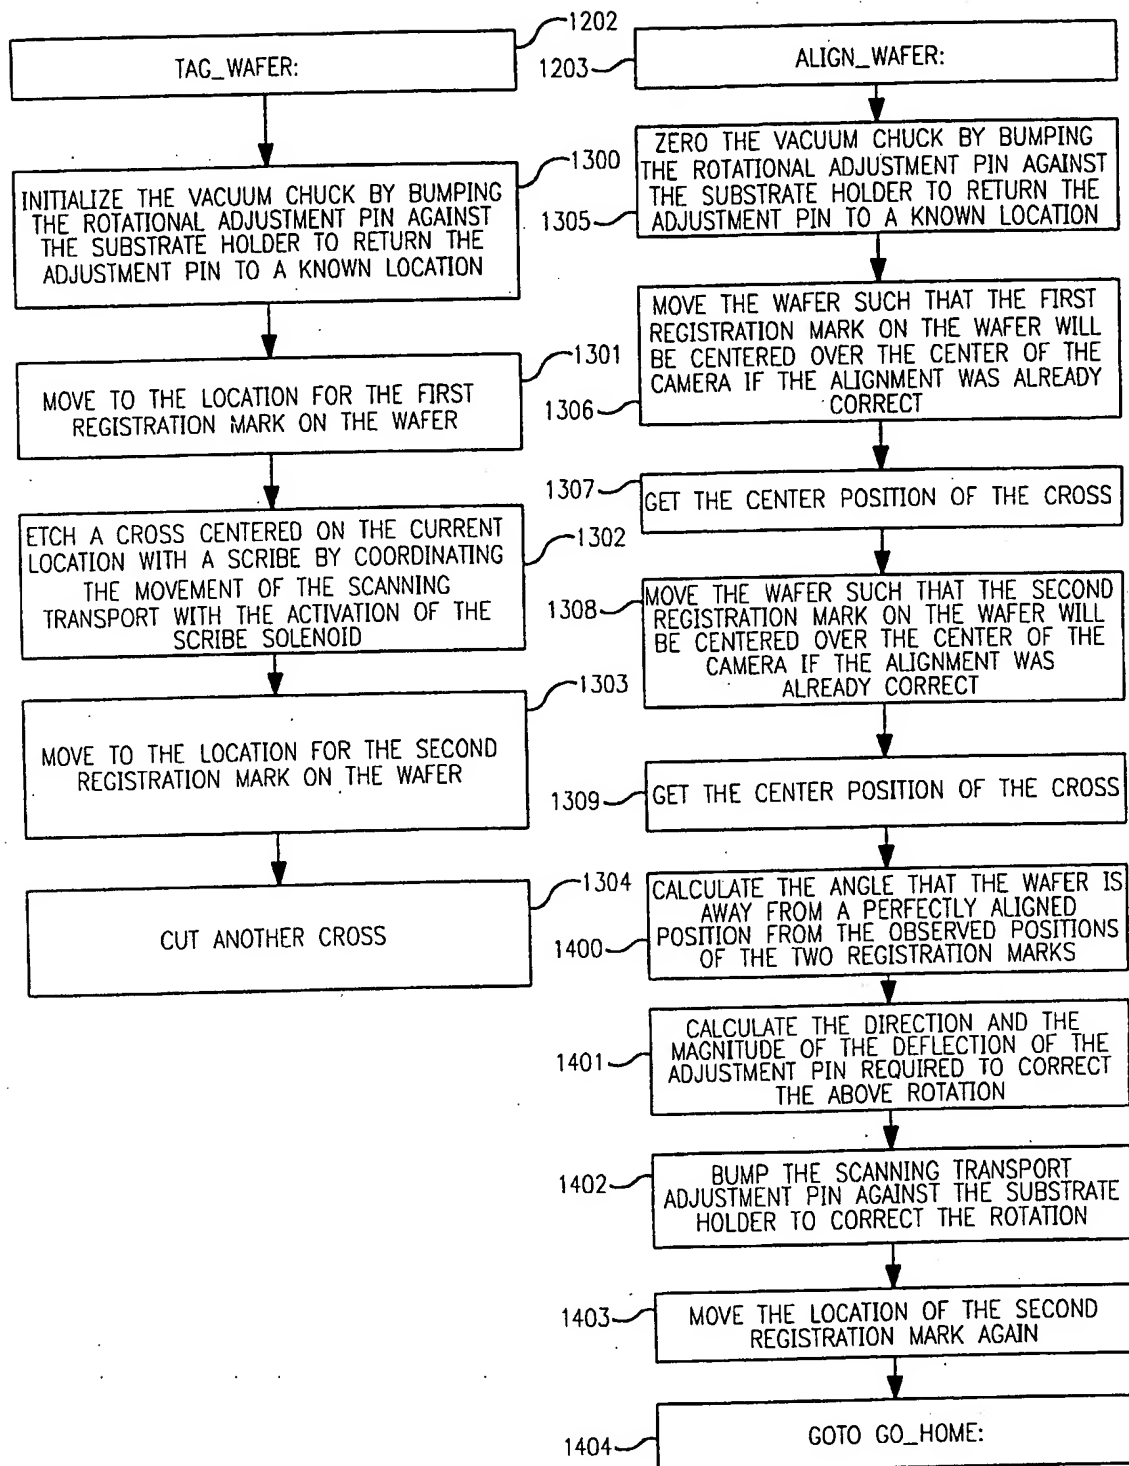 1202
TAG_WAFER:
1300
INITIALIZE THE VACUUM CHUCK BY BUMPING
THE ROTATIONAL ADJUSTMENT PIN AGAINST
THE SUBSTRATE HOLDER TO RETURN THE
ADJUSTMENT PIN TO A KNOWN LOCATION
1301
MOVE TO THE LOCATION FOR THE FIRST
REGISTRATION MARK ON THE WAFER
1302
ETCH A CROSS CENTERED ON THE CURRENT
LOCATION WITH A SCRIBE BY COORDINATING
THE MOVEMENT OF THE SCANNING
TRANSPORT WITH THE ACTIVATION OF THE
SCRIBE SOLENOID
1303
MOVE TO THE LOCATION FOR THE SECOND
REGISTRATION MARK ON THE WAFER
1304
CUT ANOTHER CROSS
1203
ALIGN_WAFER:
1305
ZERO THE VACUUM CHUCK BY BUMPING
THE ROTATIONAL ADJUSTMENT PIN AGAINST
THE SUBSTRATE HOLDER TO RETURN THE
ADJUSTMENT PIN TO A KNOWN LOCATION
1306
MOVE THE WAFER SUCH THAT THE FIRST
REGISTRATION MARK ON THE WAFER WILL
BE CENTERED OVER THE CENTER OF THE
CAMERA IF THE ALIGNMENT WAS ALREADY
CORRECT
1307
GET THE CENTER POSITION OF THE CROSS
1308
MOVE THE WAFER SUCH THAT THE SECOND
REGISTRATION MARK ON THE WAFER WILL
BE CENTERED OVER THE CENTER OF THE
CAMERA IF THE ALIGNMENT WAS
ALREADY CORRECT
1309
GET THE CENTER POSITION OF THE CROSS
1400
CALCULATE THE ANGLE THAT THE WAFER IS
AWAY FROM A PERFECTLY ALIGNED
POSITION FROM THE OBSERVED POSITIONS
OF THE TWO REGISTRATION MARKS
1401
CALCULATE THE DIRECTION AND THE
MAGNITUDE OF THE DEFLECTION OF THE
ADJUSTMENT PIN REQUIRED TO CORRECT
THE ABOVE ROTATION
1402
BUMP THE SCANNING TRANSPORT
ADJUSTMENT PIN AGAINST THE SUBSTRATE
HOLDER TO CORRECT THE ROTATION
1403
MOVE THE LOCATION OF THE SECOND
REGISTRATION MARK AGAIN
1404
GOTO GO_HOME: